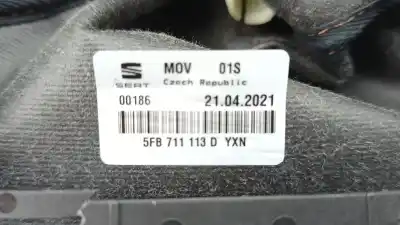 MOV 01S
SEAT Czech Republic
00186 21.04.2021
5FB 711 113 D YXN